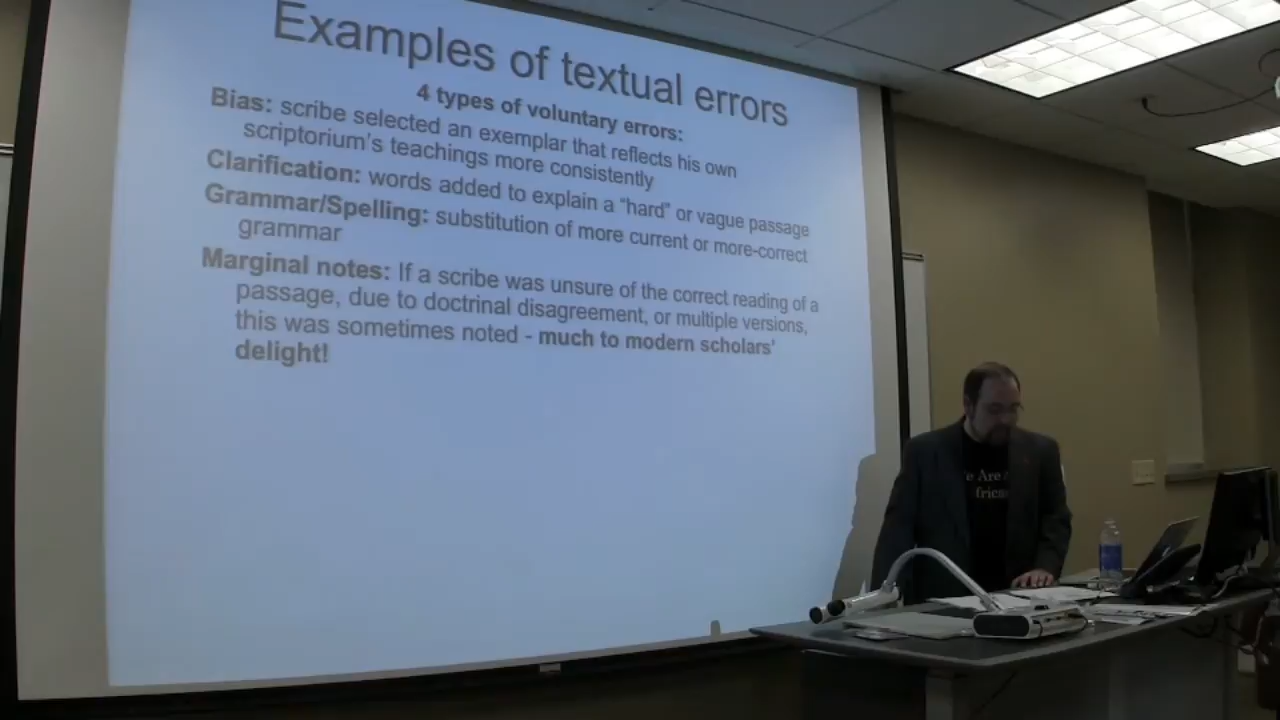 Examples of textual errors
4 types of voluntary errors:
Bias: scribe selected an exemplar that reflects his own
scriptorium's teachings more consistently
Clarification: words added to explain a "hard" or vague passage
Grammar/Spelling: substitution of more current or more-correct
grammar
Marginal notes: If a scribe was unsure of the correct reading of a
passage, due to doctrinal disagreement, or multiple versions,
this was sometimes noted - much to modern scholars'
delight!
e Are
frican